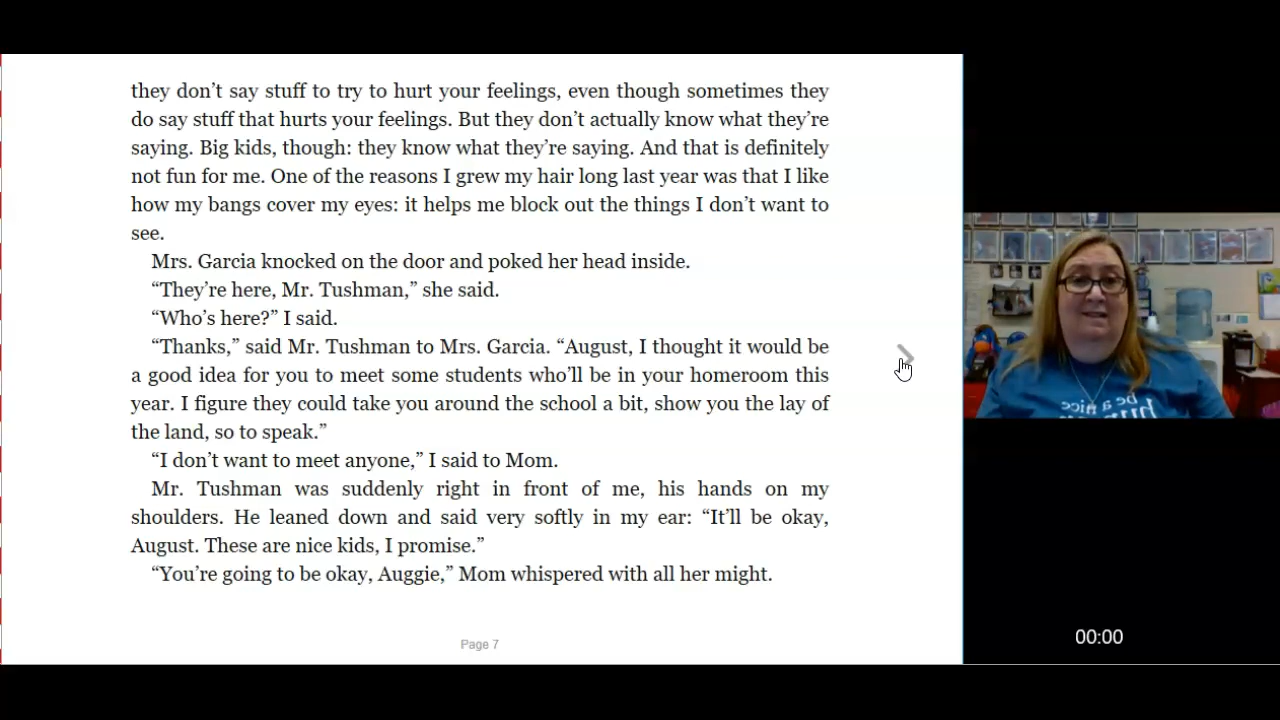 they don’t say stuff to try to hurt your feelings, even though sometimes they
do say stuff that hurts your feelings. But they don’t actually know what they’re
saying. Big kids, though: they know what they’re saying. And that is definitely
not fun for me. One of the reasons I grew my hair long last year was that I like
how my bangs cover my eyes: it helps me block out the things I don’t want to
see.
Mrs. Garcia knocked on the door and poked her head inside.
“They’re here, Mr. Tushman,” she said.
“Who’s here?” I said.
“Thanks,” said Mr. Tushman to Mrs. Garcia. “August, I thought it would be
a good idea for you to meet some students who’ll be in your homeroom this
year. I figure they could take you around the school a bit, show you the lay of
the land, so to speak.”
“I don’t want to meet anyone,” I said to Mom.
Mr. Tushman was suddenly right in front of me, his hands on my
shoulders. He leaned down and said very softly in my ear: “It’ll be okay,
August. These are nice kids, I promise.”
“You’re going to be okay, Auggie,” Mom whispered with all her might.
Page 7
be a nice
00:00